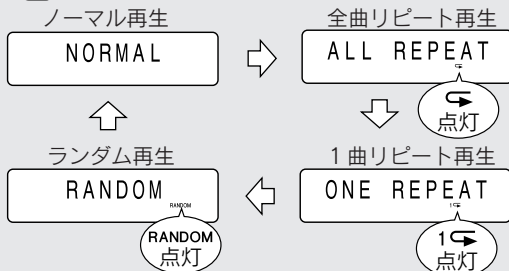 ノーマル再生
NORMAL
全曲リピート再生
ALL REPEAT
点灯
1曲リピート再生
ONE REPEAT
1
1
点灯
ランダム再生
RANDOM
RANDOM
RANDOM
点灯